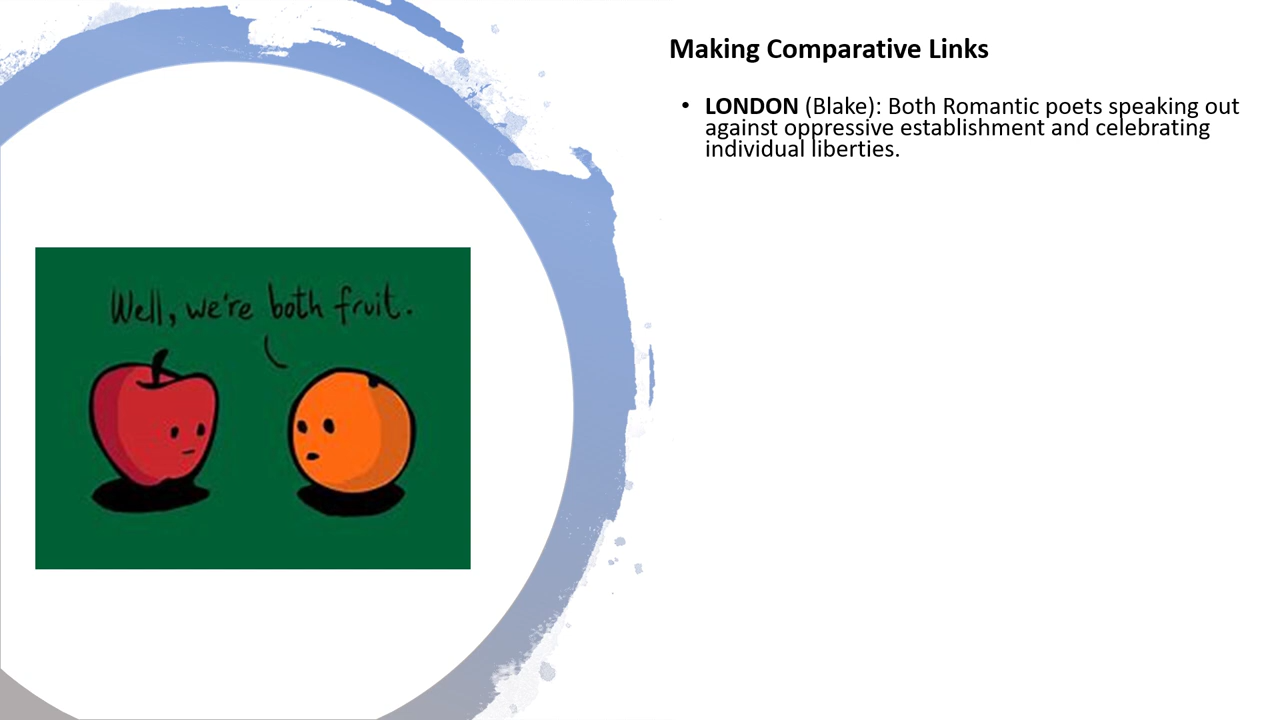 Making Comparative Links
• LONDON (Blake): Both Romantic poets speaking out
against oppressive establishment and celebrating
individual liberties.
Well, we're both fruit.